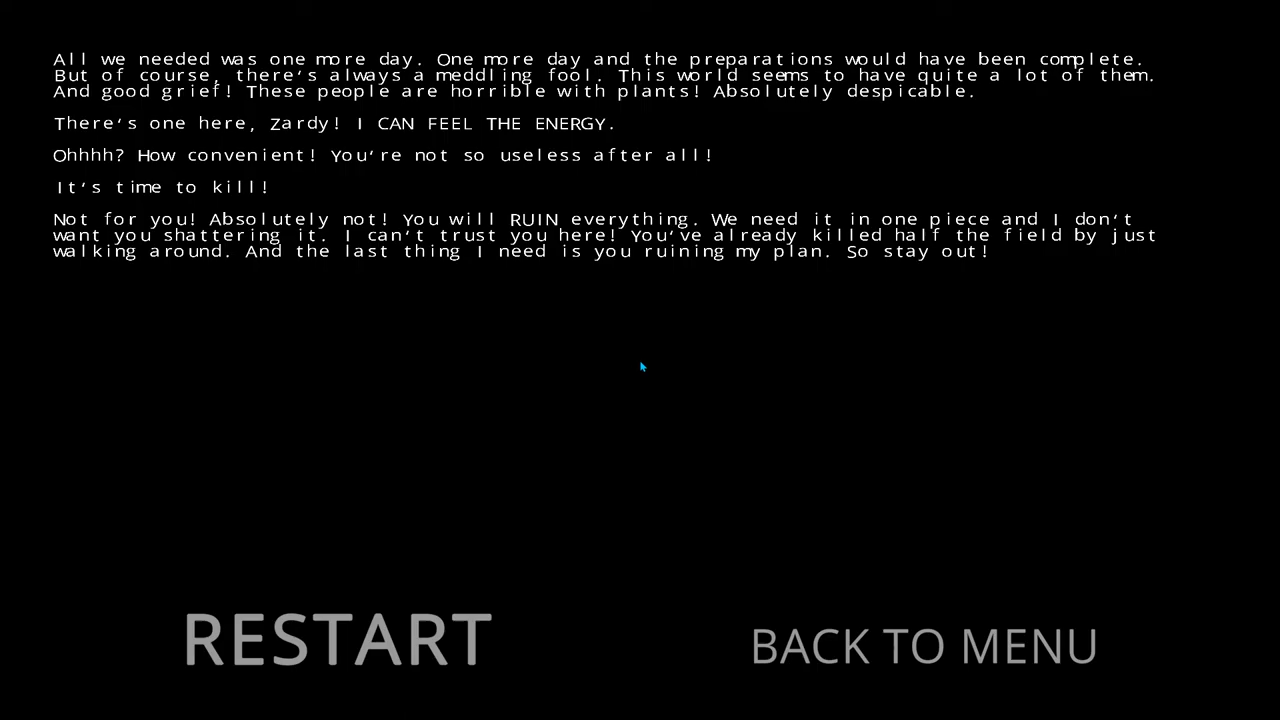 All we needed was one more day. One more day and the preparations would have been complete.
But of course, there's always a meddling fool. This world seems to have quite a lot of them.
And good grief! These people are horrible with plants! Absolutely despicable.
There's one here, Zardy! I CAN FEEL THE ENERGY.
Ohhhh? How convenient! You're not so useless after all!
It's time to kill!
Not for you! Absolutely not! You will RUIN everything. We need it in one piece and I don't
want you shattering it. I can't trust you here! You've already killed half the field by just
walking around. And the last thing I need is you ruining my plan. So stay out!
RESTART
BACK TO MENU